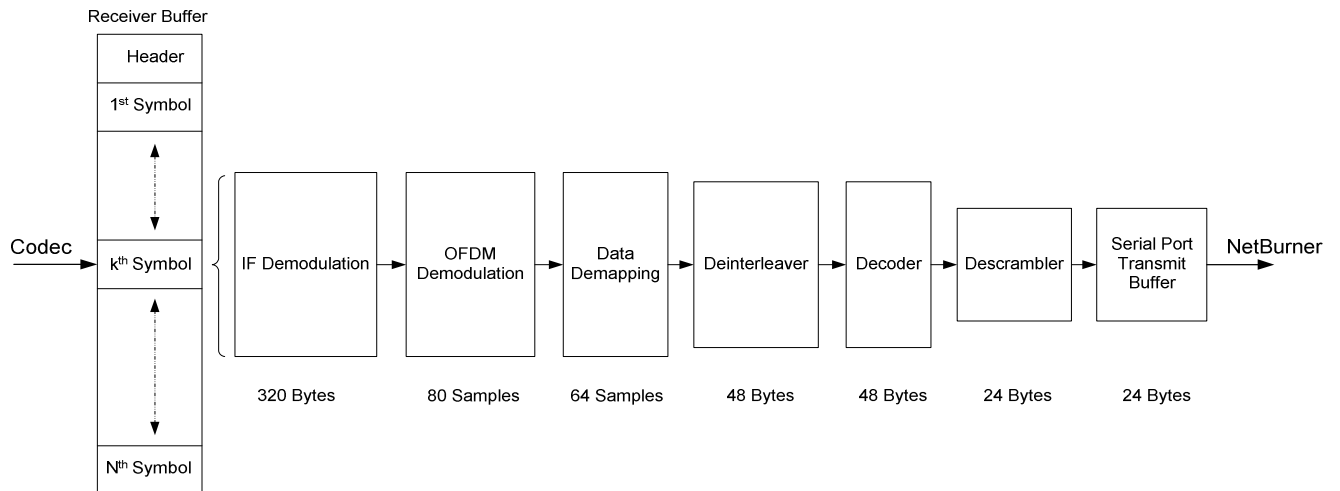 Receiver Buffer
Header
1st Symbol
Codec
kth Symbol
Nth Symbol
IF Demodulation
OFDM
Demodulation
Data
Demapping
Deinterleaver
Decoder
Descrambler
Serial Port
Transmit
Buffer
NetBurner
320 Bytes
80 Samples
64 Samples
48 Bytes
48 Bytes
24 Bytes
24 Bytes